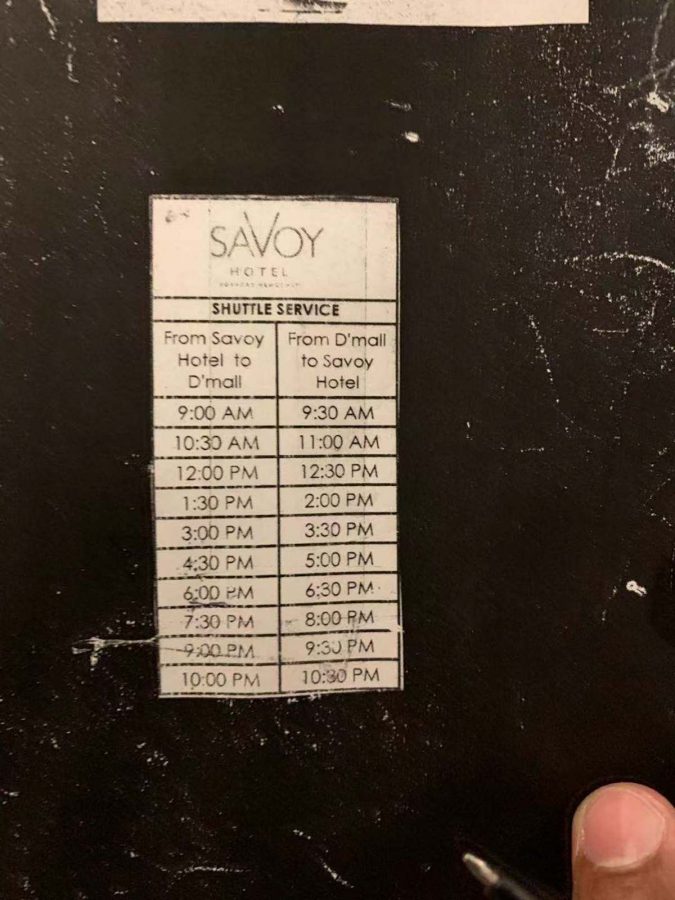 SAVOY
HOTEL
SHUTTLE SERVICE
From Savoy Hotel to D'mall
From D'mall to Savoy Hotel
9:00 AM 9:30 AM
10:30 AM 11:00 AM
12:00 PM 12:30 PM
1:30 PM 2:00 PM
3:00 PM 3:30 PM
4:30 PM 5:00 PM
6:00 PM 6:30 PM
7:30 PM 8:00 PM
9:00 PM 9:30 PM
10:00 PM 10:30 PM